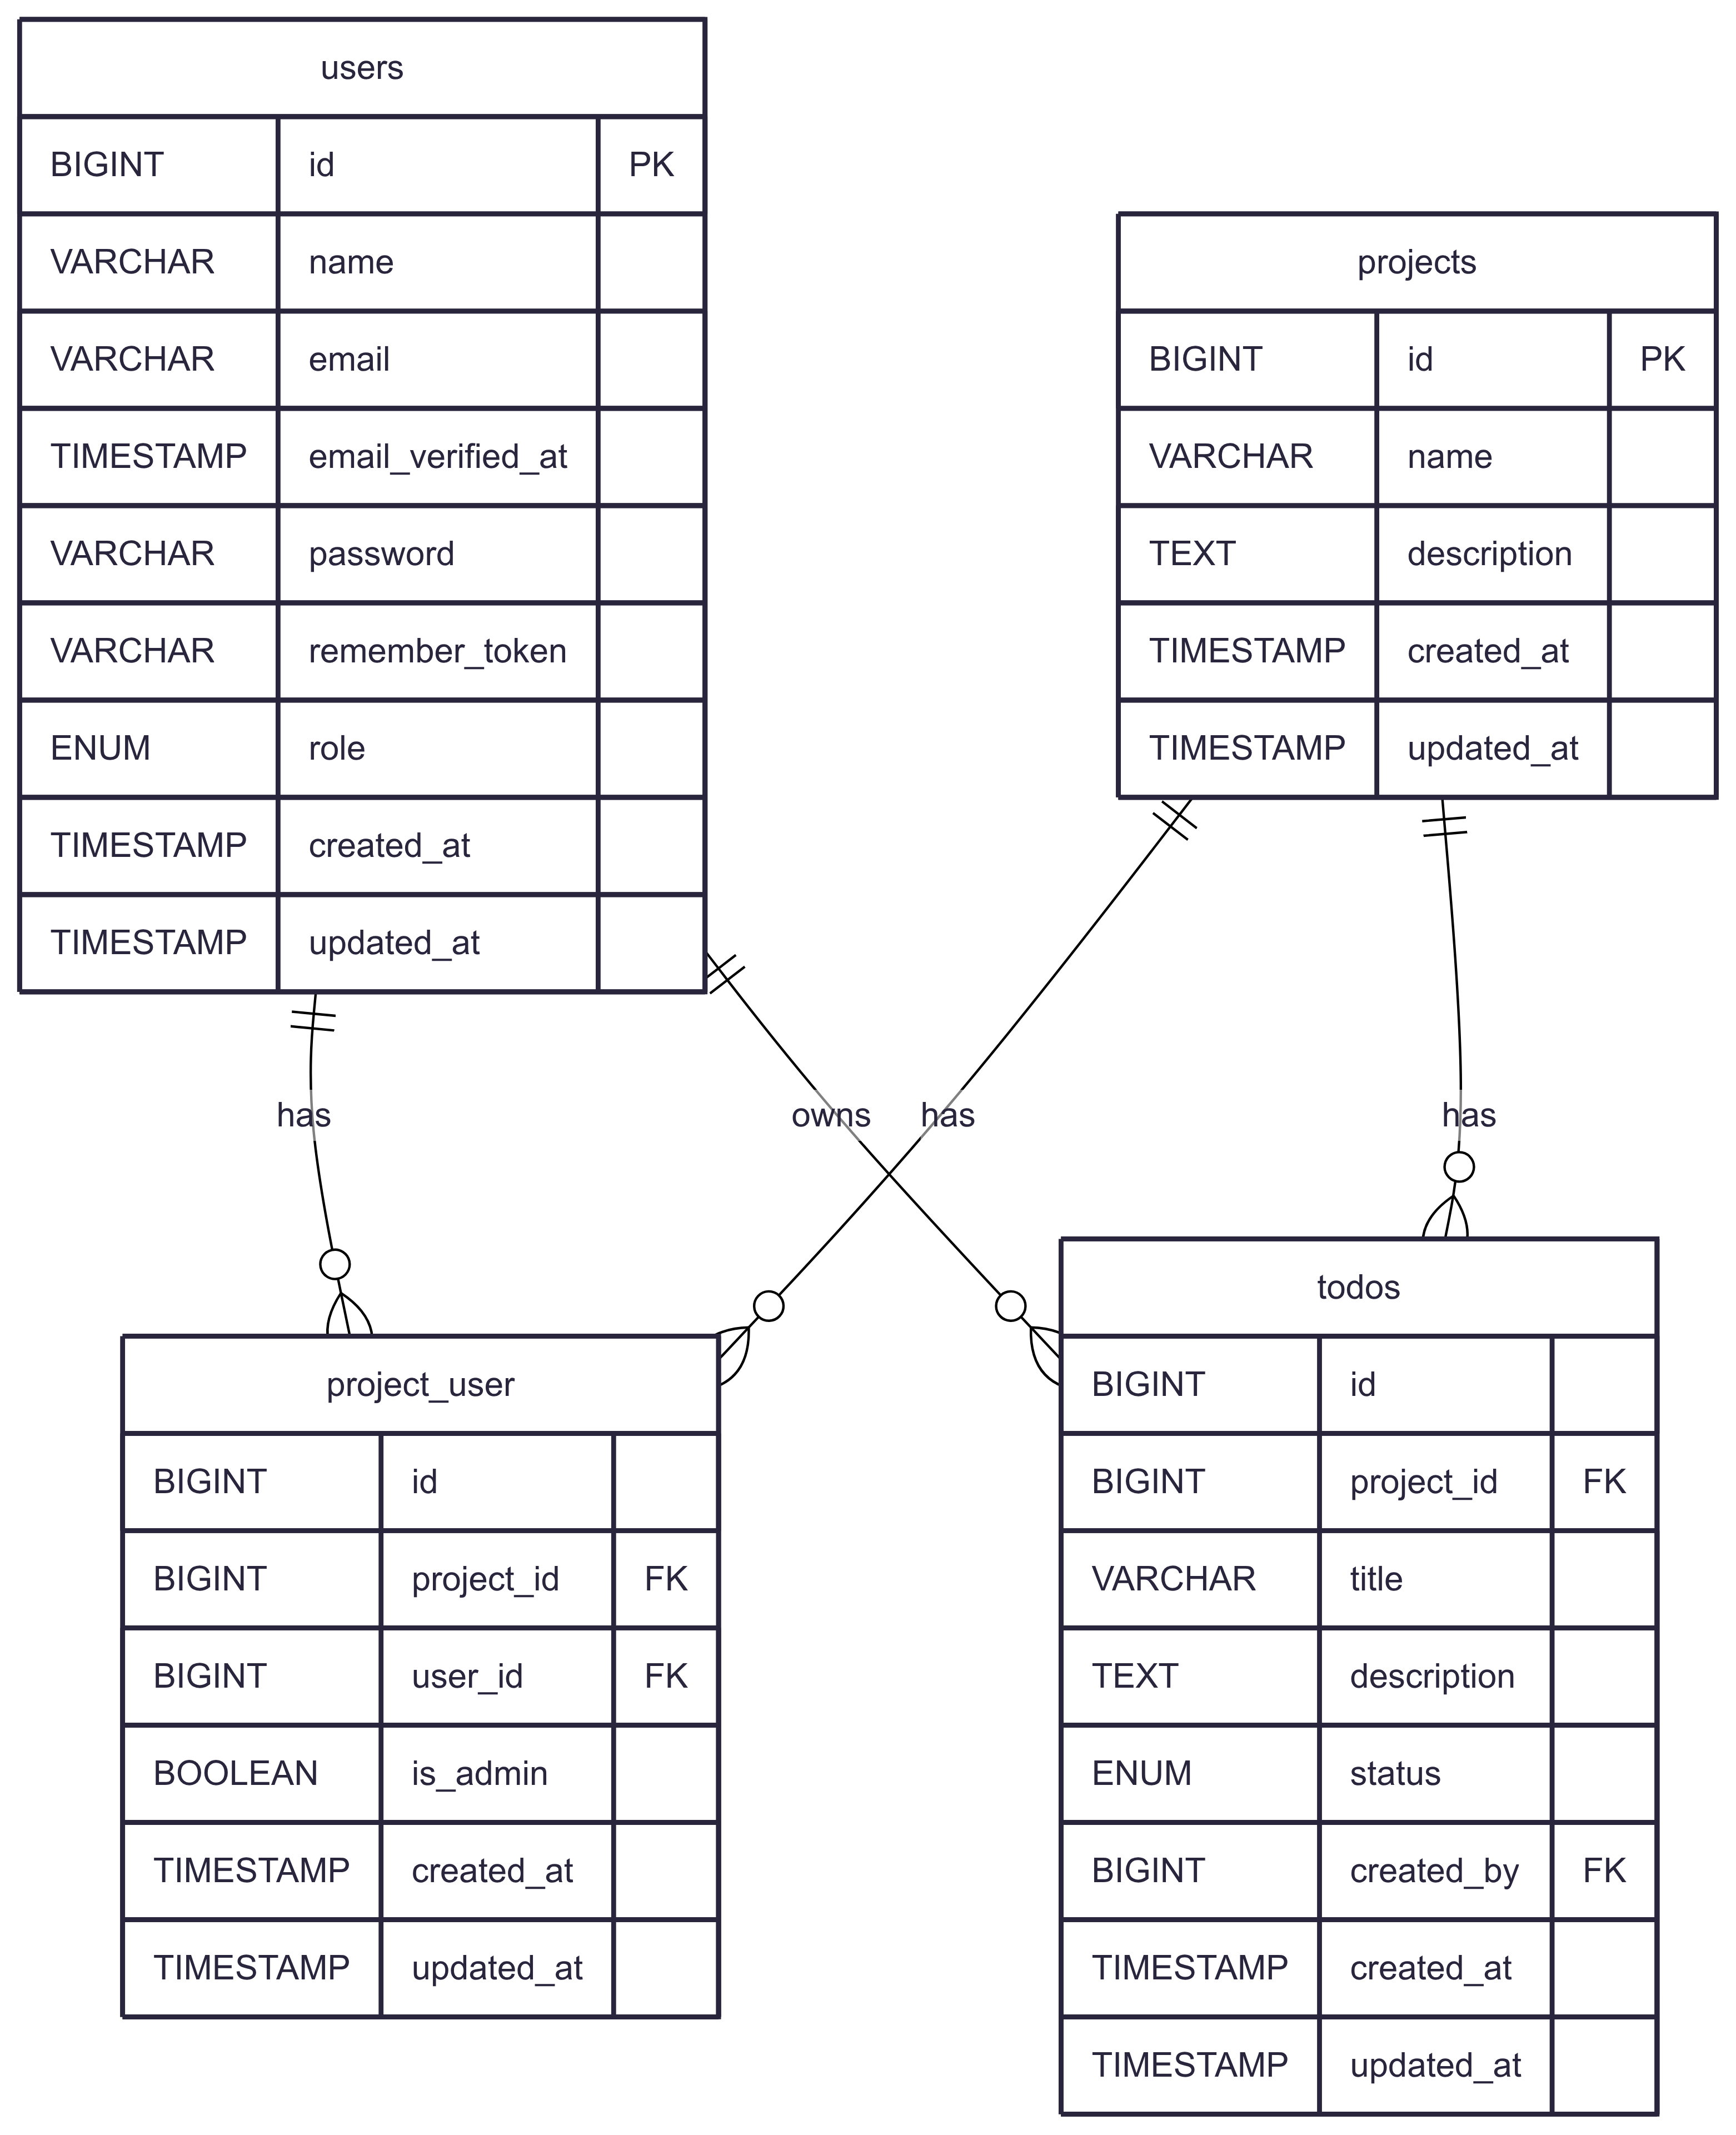 users
BIGINT id PK
VARCHAR name
VARCHAR email
TIMESTAMP email_verified_at
VARCHAR password
VARCHAR remember_token
ENUM role
TIMESTAMP created_at
TIMESTAMP updated_at
projects
BIGINT id PK
VARCHAR name
TEXT description
TIMESTAMP created_at
TIMESTAMP updated_at
has
owns
has
has
project_user
BIGINT id
BIGINT project_id FK
BIGINT user_id FK
BOOLEAN is_admin
TIMESTAMP created_at
TIMESTAMP updated_at
todos
BIGINT id
BIGINT project_id FK
VARCHAR title
TEXT description
ENUM status
BIGINT created_by FK
TIMESTAMP created_at
TIMESTAMP updated_at